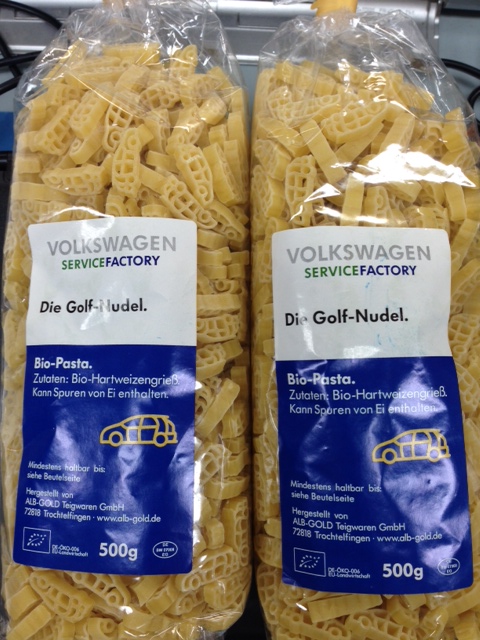 VOLKSWAGEN
SERVICEFACTORY
Die Golf-Nudel.
Bio-Pasta.
Zutaten: Bio-Hartweizengrieß.
Kann Spuren von Ei enthalten.
Mindestens haltbar bis:
siehe Beutelseite
Hergestellt von
ALB-GOLD Teigwaren GmbH
72818 Trochtelfingen · www.alb-gold.de
DE-ÖKO-006
EU-Landwirtschaft
500g
VOLKSWAGEN
SERVICEFACTORY
Die Golf-Nudel.
Bio-Pasta.
Zutaten: Bio-Hartweizengrieß.
Kann Spuren von Ei enthalten.
Mindestens haltbar bis:
siehe Beutelseite
Hergestellt von
ALB-GOLD Teigwaren GmbH
72818 Trochtelfingen · www.alb-gold.de
DE-ÖKO-006
EU-Landwirtschaft
500g